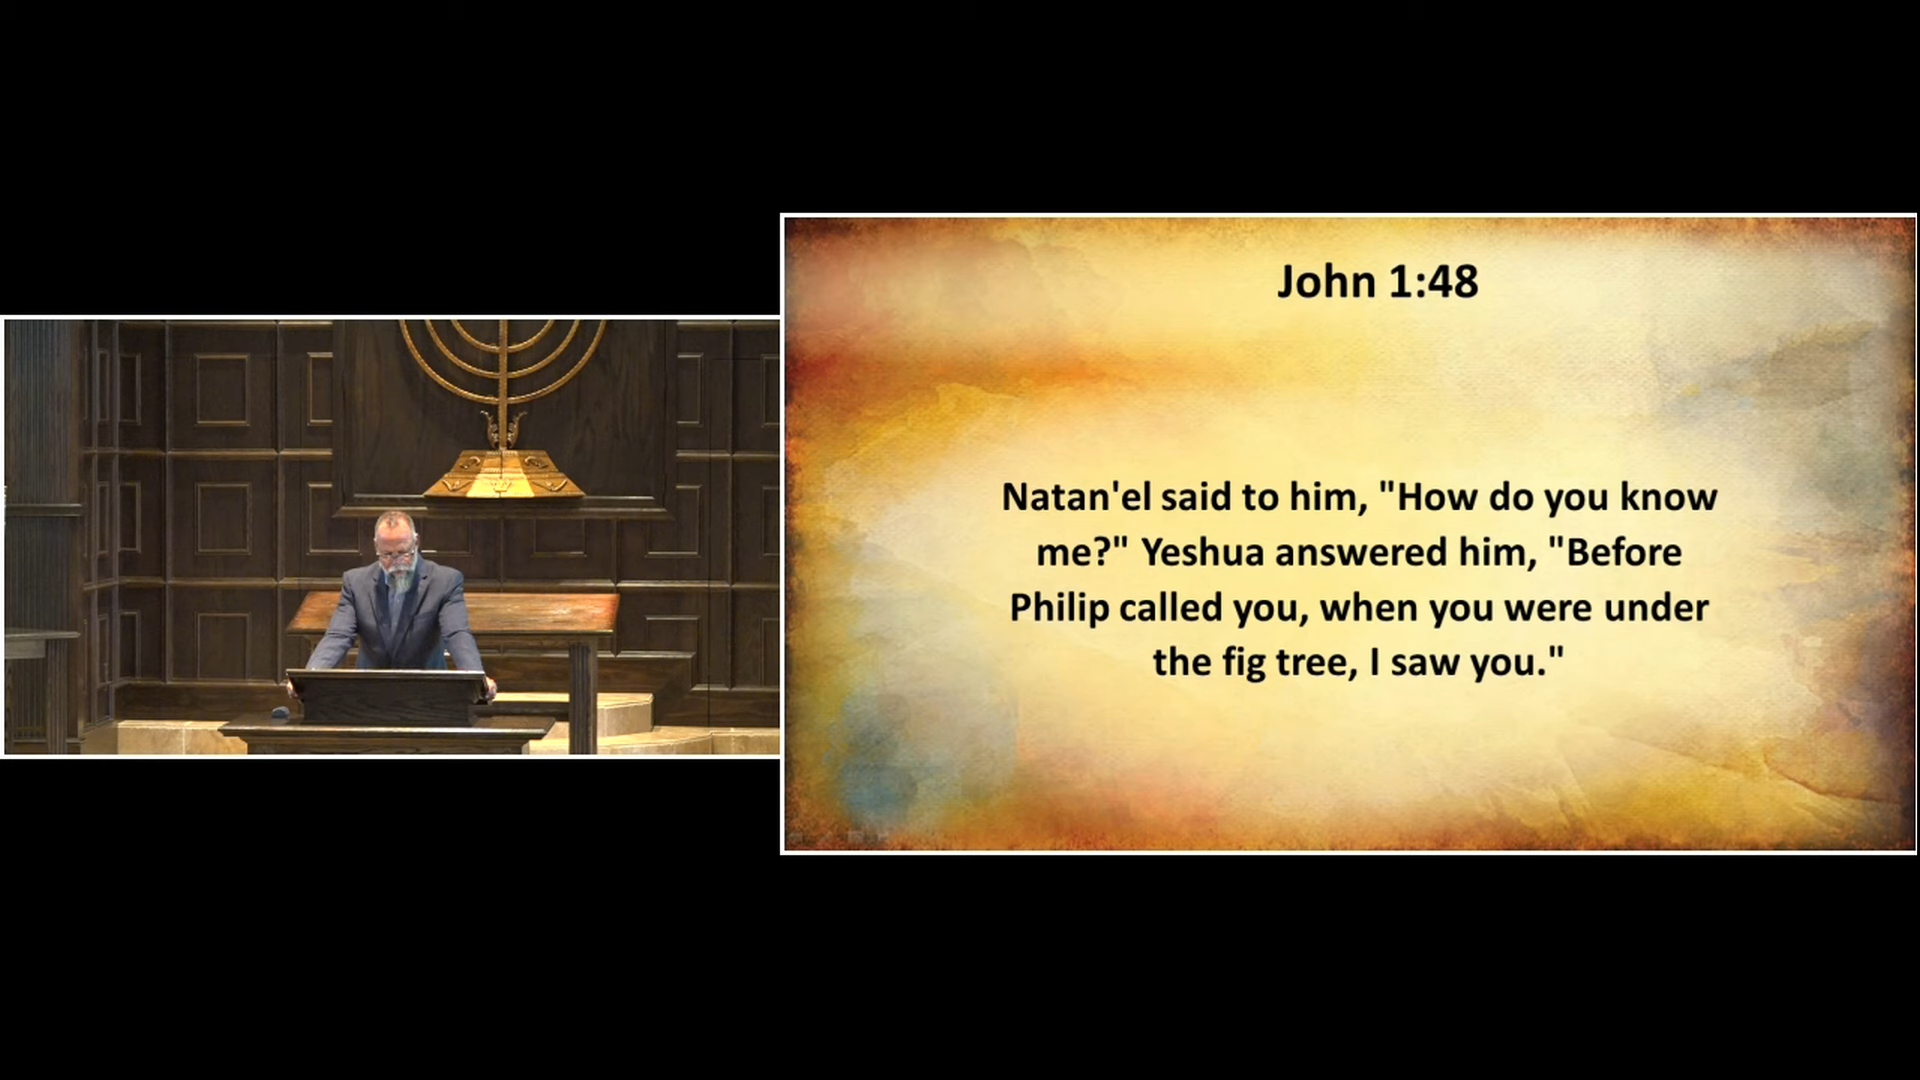 John 1:48
Natan'el said to him, "How do you know
me?" Yeshua answered him, "Before
Philip called you, when you were under
the fig tree, I saw you."